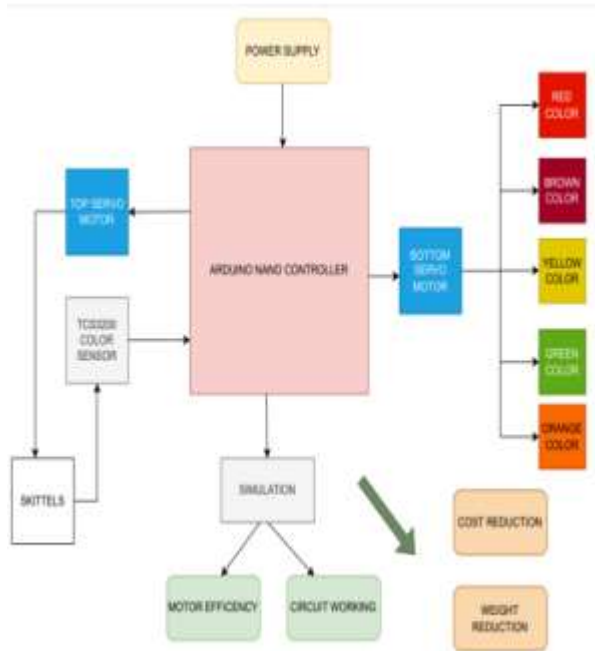 POWER SUPPLY
RED
COLOR
TOP SERVO
MOTOR
BROWN
COLOR
ARDUINO NANO CONTROLLER
BOTTOM
SERVO
MOTOR
YELLOW
COLOR
TCS3200
COLOR
SENSOR
GREEN
COLOR
ORANGE
COLOR
SKITTELS
SIMULATION
COST REDUCTION
MOTOR EFFICENCY
CIRCUIT WORKING
WEIGHT
REDUCTION